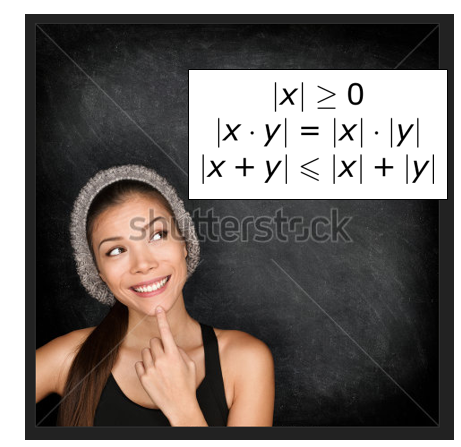 |x| ≥ 0
|x · y| = |x| · |y|
|x + y| ⩽ |x| + |y|
shutterstock